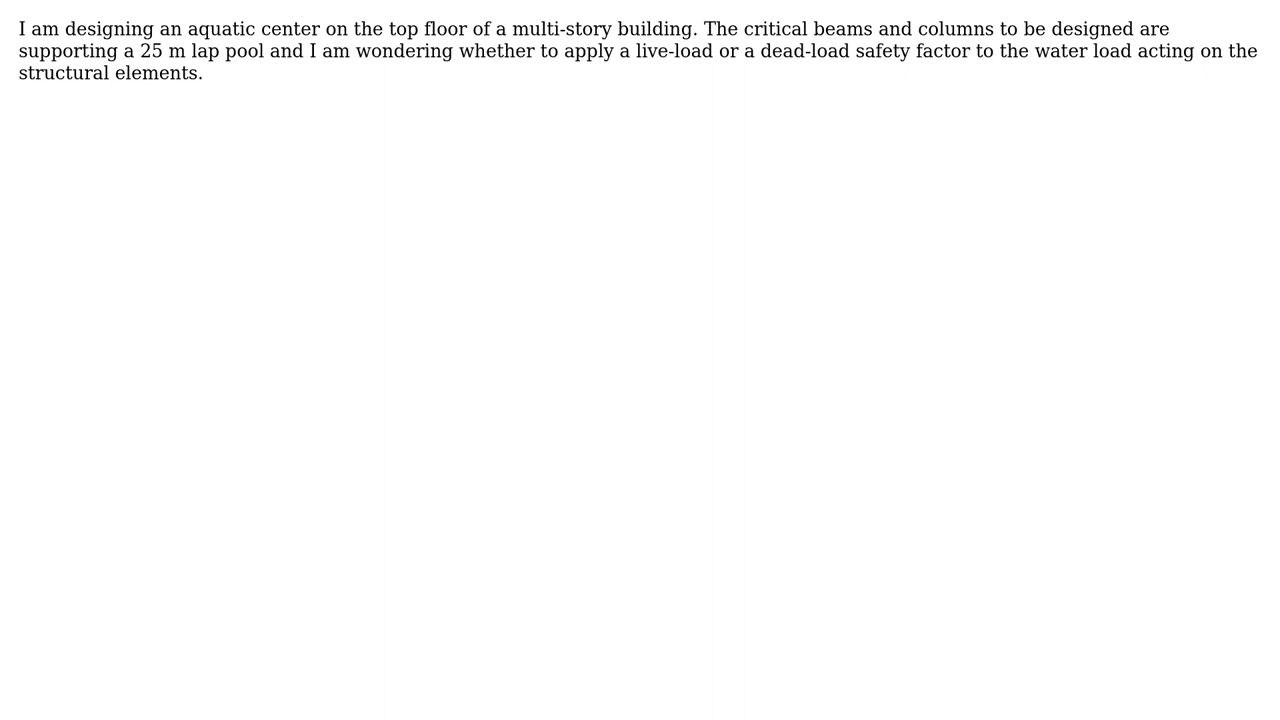 I am designing an aquatic center on the top floor of a multi-story building. The critical beams and columns to be designed are
supporting a 25 m lap pool and I am wondering whether to apply a live-load or a dead-load safety factor to the water load acting on the
structural elements.